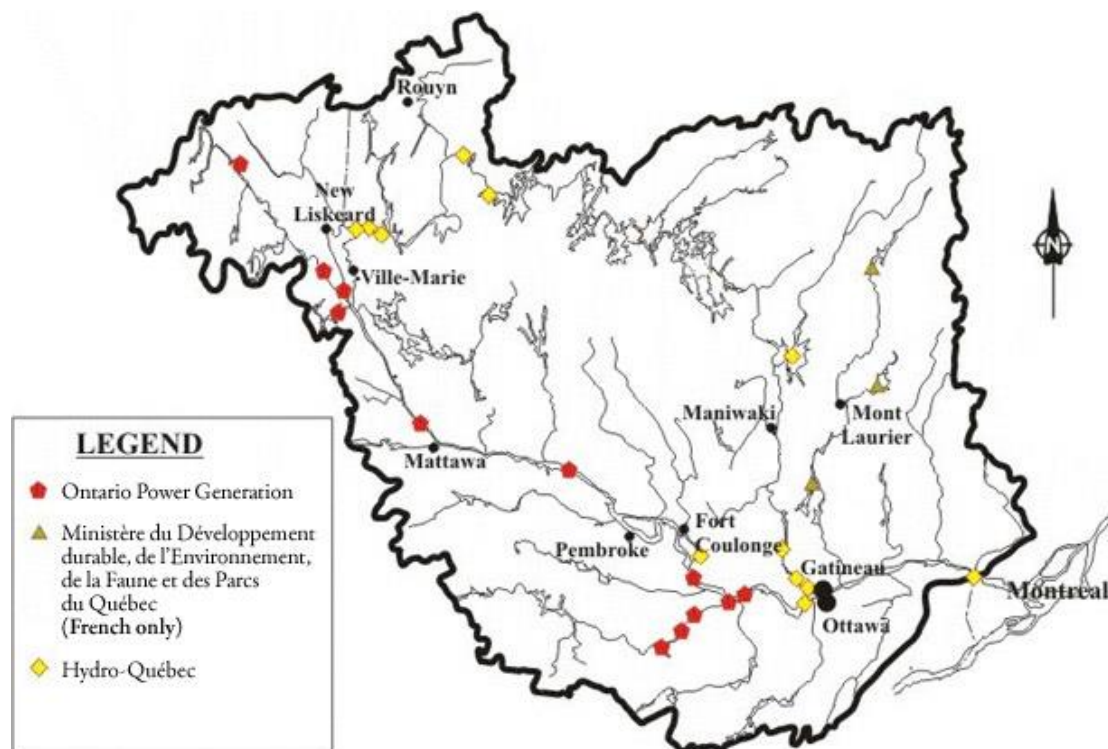 Rouyn
New
Liskeard
Ville-Marie
N
Maniwaki
Mont
Laurier
Mattawa
Fort
Coulonge
Pembroke
Gatineau
Ottawa
Montreal
LEGEND
Ontario Power Generation
Ministère du Développement
durable, de l'Environnement,
de la Faune et des Parcs
du Québec
(French only)
Hydro-Québec